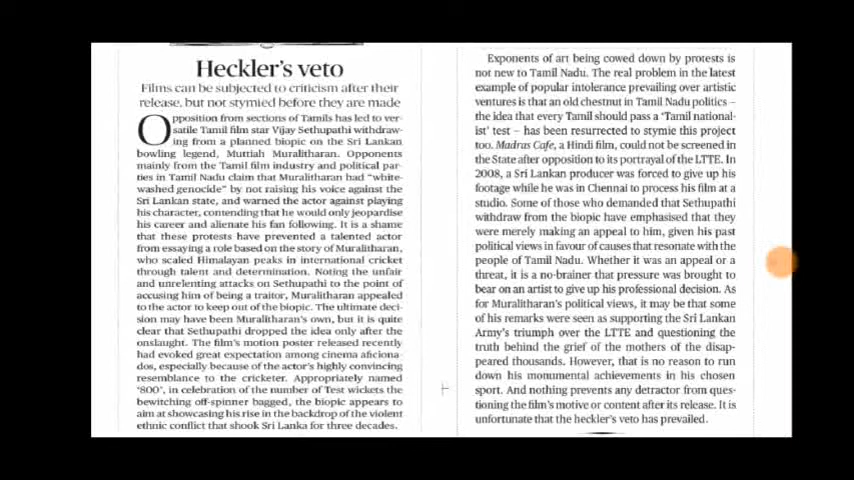 Heckler's veto
Films can be subjected to criticism after their
release, but not stymied before they are made
Opposition from sections of Tamils has led to ver-
satile Tamil film star Vijay Sethupathi withdraw-
ing from a planned biopic on the Sri Lankan
bowling legend, Muttiah Muralitharan. Opponents
mainly from the Tamil film industry and political par-
ties in Tamil Nadu claim that Muralitharan had “white-
washed genocide” by not raising his voice against the
Sri Lankan state, and warned the actor against playing
his character, contending that he would only jeopardise
his career and alienate his fan following. It is a shame
that these protests have prevented a talented actor
from essaying a role based on the story of Muralitharan,
who scaled Himalayan peaks in international cricket
through talent and determination. Noting the unfair
and unrelenting attacks on Sethupathi to the point of
accusing him of being a traitor, Muralitharan appealed
to the actor to keep out of the biopic. The ultimate deci-
sion may have been Muralitharan's own, but it is quite
clear that Sethupathi dropped the idea only after the
onslaught. The film's motion poster released recently
had evoked great expectation among cinema aficiona-
dos, especially because of the actor's highly convincing
resemblance to the cricketer. Appropriately named
‘800’, in celebration of the number of Test wickets the
bewitching off-spinner bagged, the biopic appears to
aim at showcasing his rise in the backdrop of the violent
ethnic conflict that shook Sri Lanka for three decades.
Exponents of art being cowed down by protests is
not new to Tamil Nadu. The real problem in the latest
example of popular intolerance prevailing over artistic
ventures is that an old chestnut in Tamil Nadu politics –
the idea that every Tamil should pass a ‘Tamil national-
ist’ test – has been resurrected to stymie this project
too. Madras Cafe, a Hindi film, could not be screened in
the State after opposition to its portrayal of the LTTE. In
2008, a Sri Lankan producer was forced to give up his
footage while he was in Chennai to process his film at a
studio. Some of those who demanded that Sethupathi
withdraw from the biopic have emphasised that they
were merely making an appeal to him, given his past
political views in favour of causes that resonate with the
people of Tamil Nadu. Whether it was an appeal or a
threat, it is a no-brainer that pressure was brought to
bear on an artist to give up his professional decision. As
for Muralitharan's political views, it may be that some
of his remarks were seen as supporting the Sri Lankan
Army's triumph over the LTTE and questioning the
truth behind the grief of the mothers of the disap-
peared thousands. However, that is no reason to run
down his monumental achievements in his chosen
sport. And nothing prevents any detractor from ques-
tioning the film's motive or content after its release. It is
unfortunate that the heckler's veto has prevailed.